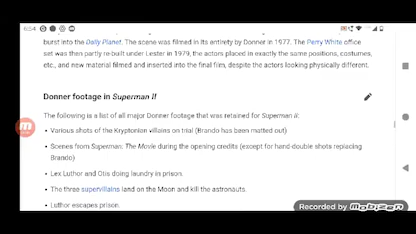 6:54
burst into the Daily Planet. The scene was filmed in its entirety by Donner in 1977. The Perry White office
set was then partly re-built under Lester in 1979, the actors placed in exactly the same positions, costumes,
etc., and new material filmed and inserted into the final film, despite the actors looking physically different.
Donner footage in Superman II
The following is a list of all major Donner footage that was retained for Superman II.
• Various shots of the Kryptonian villains on trial (Brando has been matted out)
• Scenes from Superman: The Movie during the opening credits (except for hand-double shots replacing
Brando)
• Lex Luthor and Otis doing laundry in prison.
• The three supervillains land on the Moon and kill the astronauts.
• Luthor escapes prison.
Recorded by Mobizen